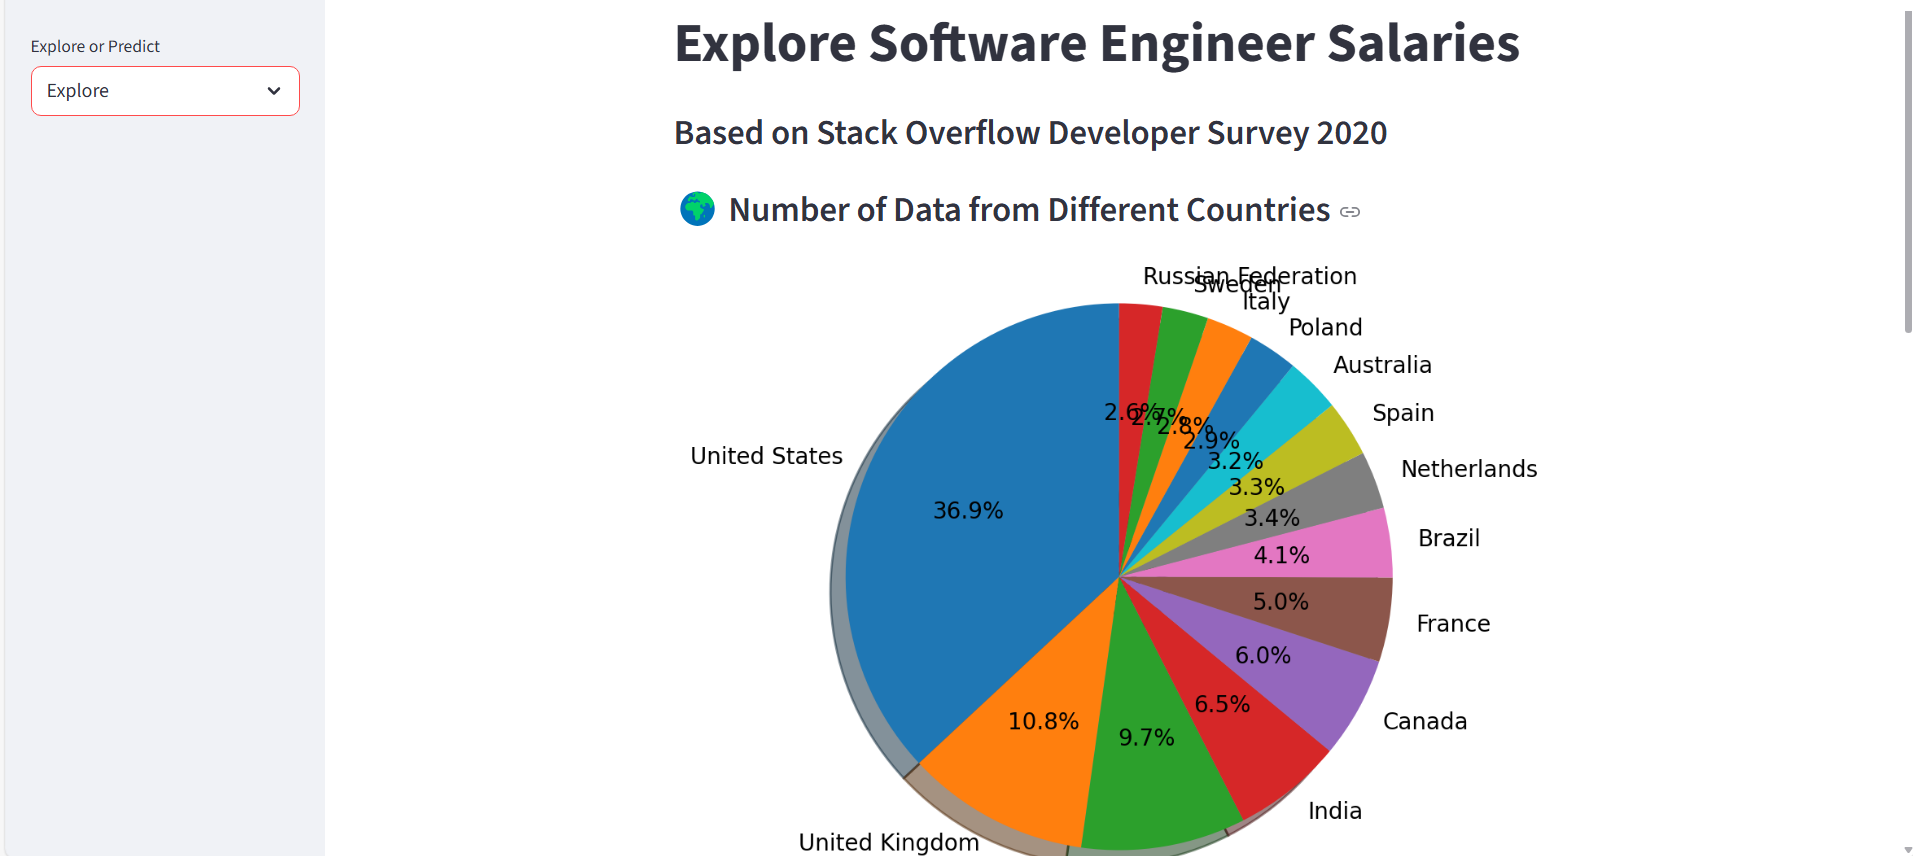 Explore or Predict
Explore
Explore Software Engineer Salaries
Based on Stack Overflow Developer Survey 2020
Number of Data from Different Countries
Russian Federation
Sweden
Italy
Poland
Australia
Spain
Netherlands
Brazil
France
Canada
India
United Kingdom
United States
2.6%
2.7%
2.8%
2.9%
3.2%
3.3%
3.4%
4.1%
5.0%
6.0%
6.5%
9.7%
10.8%
36.9%